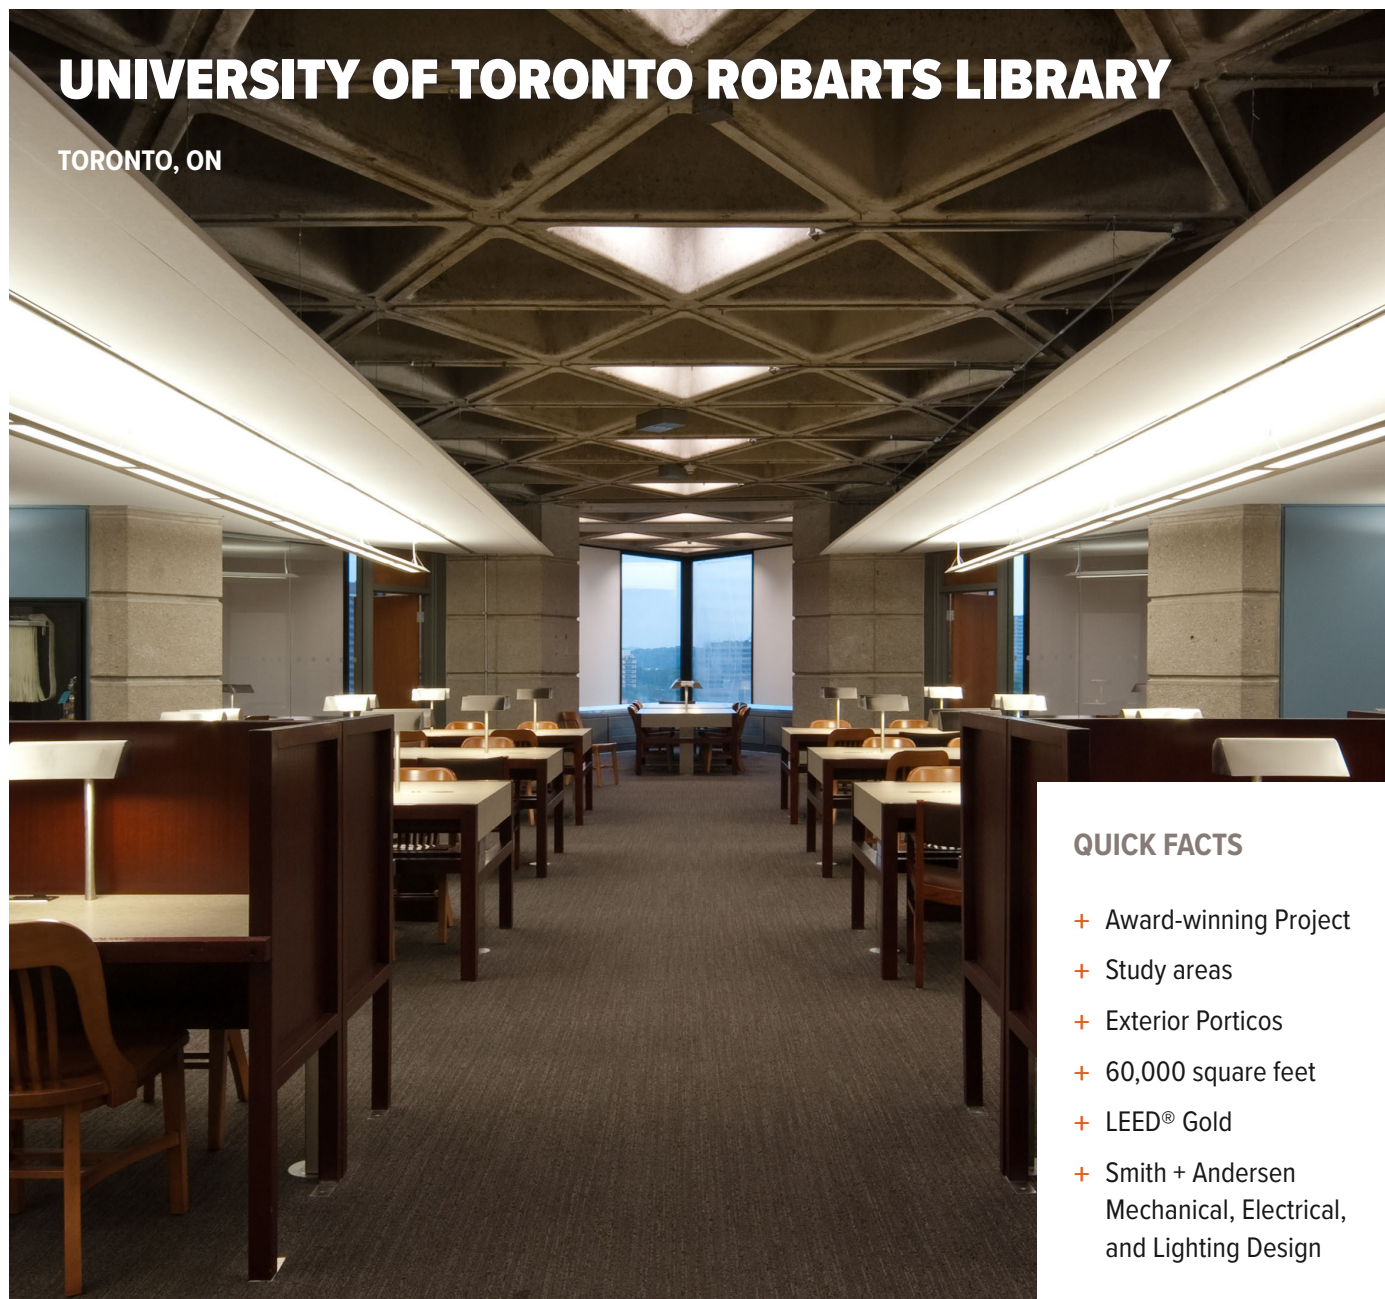 UNIVERSITY OF TORONTO ROBARTS LIBRARY
TORONTO, ON
QUICK FACTS
+ Award-winning Project
+ Study areas
+ Exterior Porticos
+ 60,000 square feet
+ LEED® Gold
+ Smith + Andersen
Mechanical, Electrical,
and Lighting Design